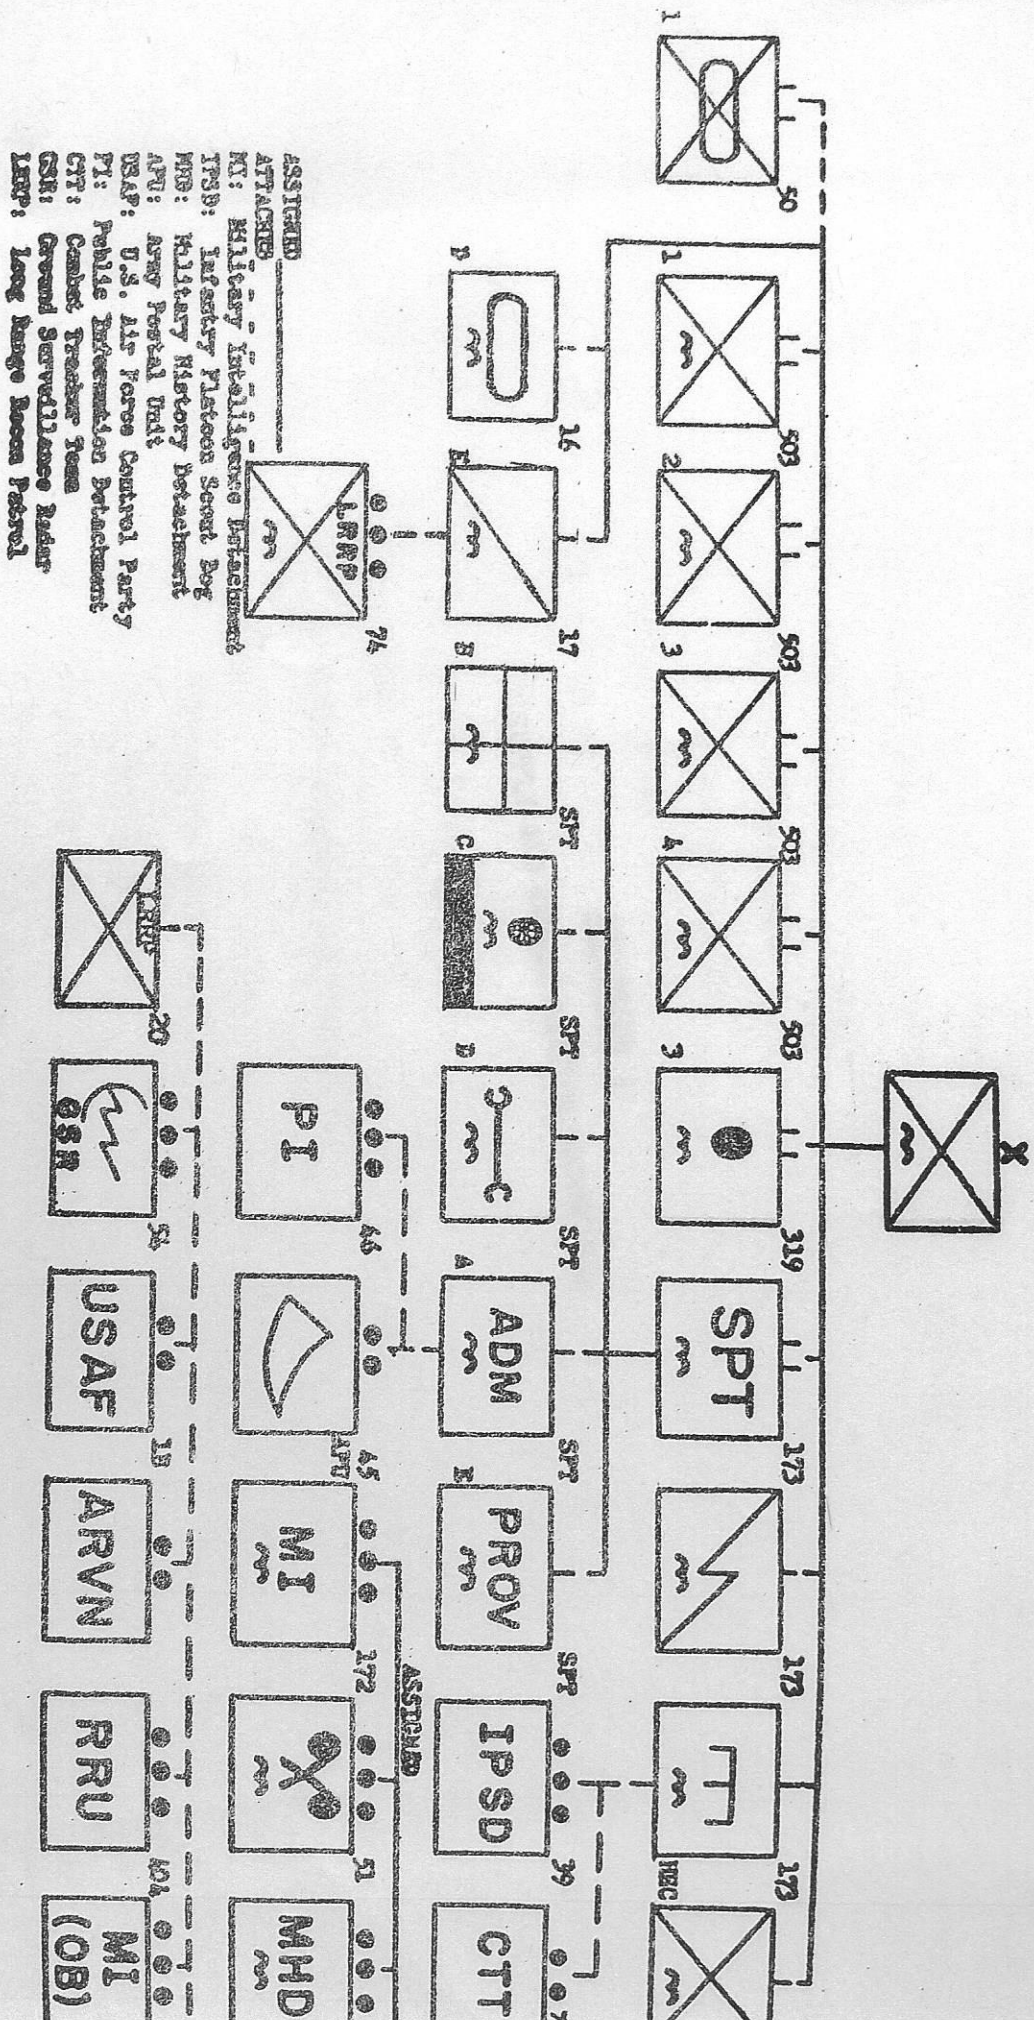 X
1 50
1 503
2 503
3 503
4 503
3 319
SPT 173
173
173
HHC
D 16
E 17
B SPT
C SPT
D SPT
A ADM SPT
E PROV SPT
IPSD 39
CTT
LRRP 74
PI 46
45 APU
MI 172
ASSIGNED
51
MHD
LRRP 20
GSR 54
USAF
ARVN
RRU 404
MI
(OB)
ASSIGNED
ATTACHED
MI: Military Intelligence Detachment
IPSD: Infantry Platoon Scout Dog
MHD: Military History Detachment
APU: Army Postal Unit
USAF: U.S. Air Force Control Party
PI: Public Information Detachment
CTT: Combat Tracker Team
GSR: Ground Surveillance Radar
LRRP: Long Range Recon Patrol